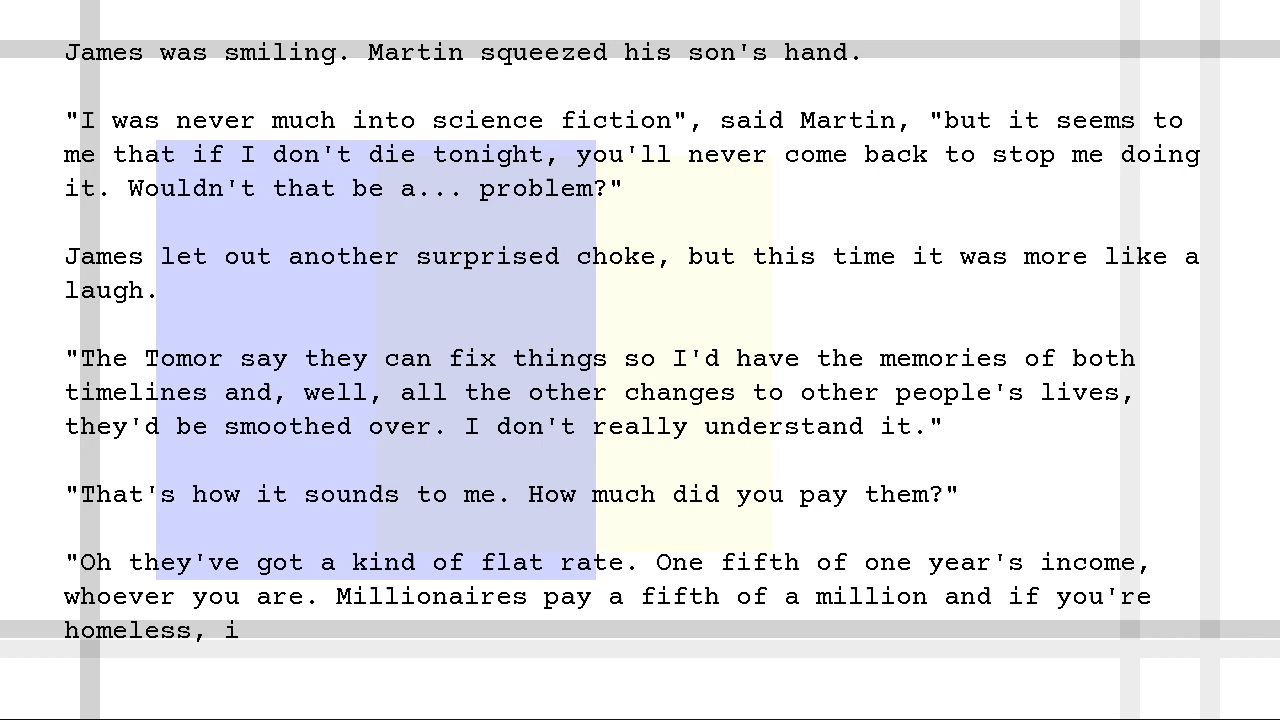 James was smiling. Martin squeezed his son's hand.
"I was never much into science fiction", said Martin, "but it seems to
me that if I don't die tonight, you'll never come back to stop me doing
it. Wouldn't that be a... problem?"
James let out another surprised choke, but this time it was more like a
laugh.
"The Tomor say they can fix things so I'd have the memories of both
timelines and, well, all the other changes to other people's lives,
they'd be smoothed over. I don't really understand it."
"That's how it sounds to me. How much did you pay them?"
"Oh they've got a kind of flat rate. One fifth of one year's income,
whoever you are. Millionaires pay a fifth of a million and if you're
homeless, i